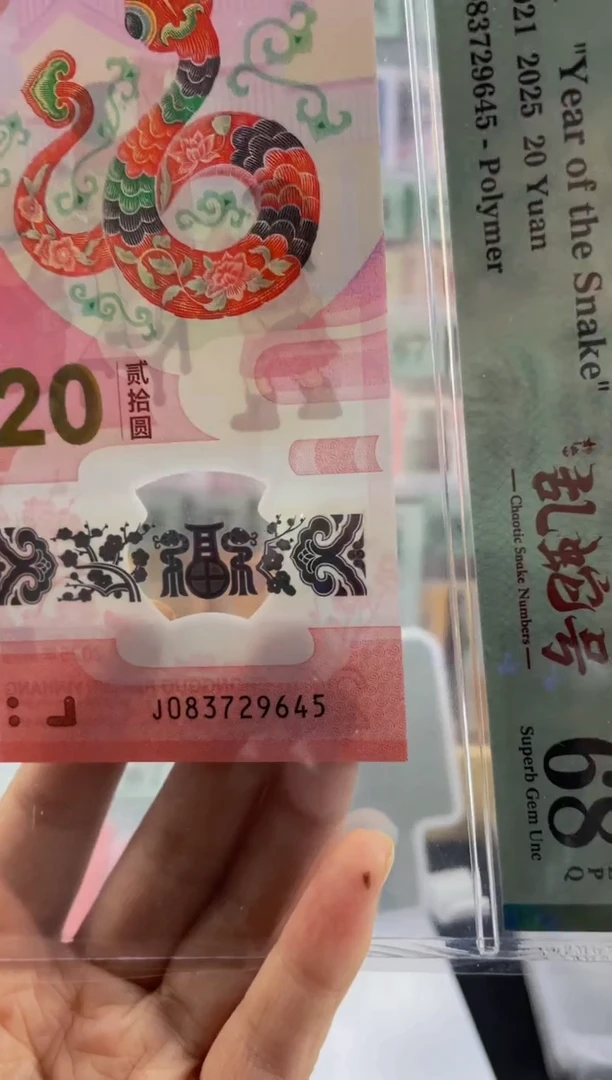 20
贰拾圆
J083729645
"Year of the Snake"
21 2025 20 Yuan
83729645 - Polymer
乱蛇号
— Chaotic Snake Numbers —
68
Superb Gem Unc
P
Q